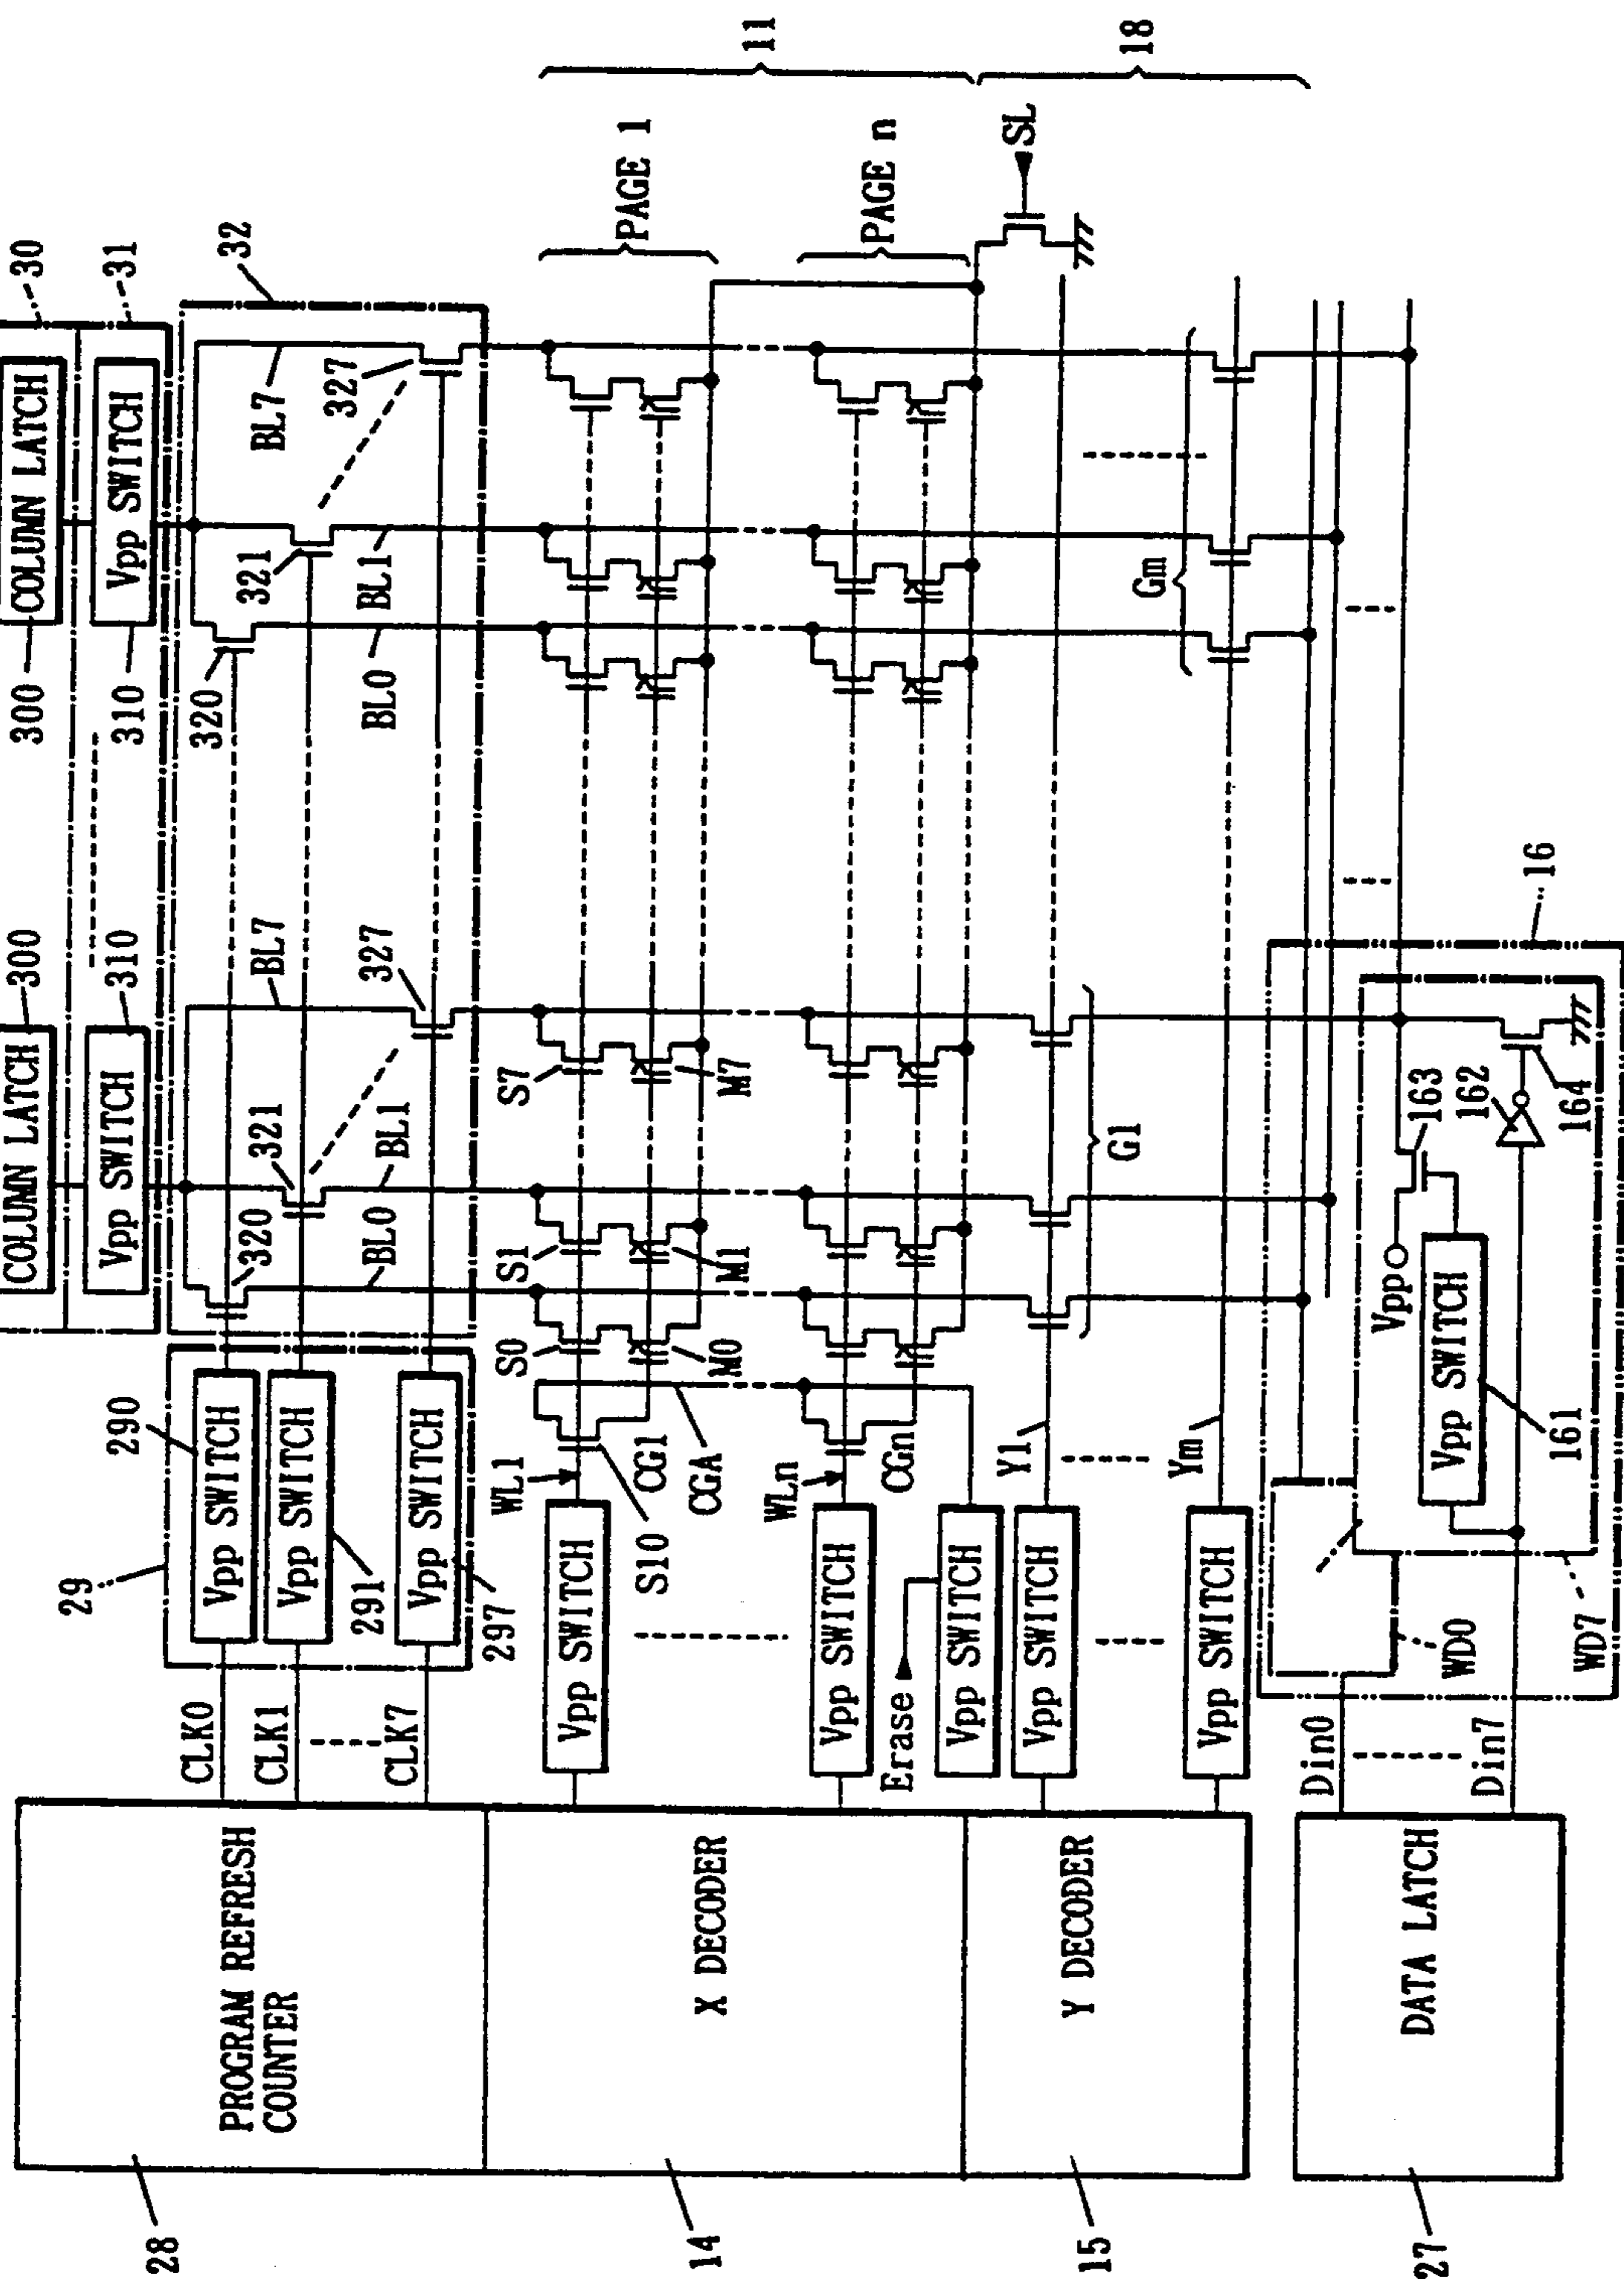 COLUMN LATCH
COLUMN LATCH
300
300
30
Vpp SWITCH
Vpp SWITCH
310
310
31
29
290
Vpp SWITCH
Vpp SWITCH
291
Vpp SWITCH
297
CLK0
CLK1
CLK7
PROGRAM REFRESH
COUNTER
28
320
321
327
BL0
BL1
BL7
320
321
327
BL0
BL1
BL7
32
X DECODER
14
Vpp SWITCH
WL1
S10
CG1
CGA
S0
S1
S7
M0
M1
M7
PAGE 1
11
Vpp SWITCH
WLn
CGn
PAGE n
Erase
Vpp SWITCH
SL
Y DECODER
15
Vpp SWITCH
Y1
G1
Vpp SWITCH
Ym
Gm
18
DATA LATCH
27
Din0
Din7
WD0
WD7
16
Vpp
Vpp SWITCH
161
162
163
164